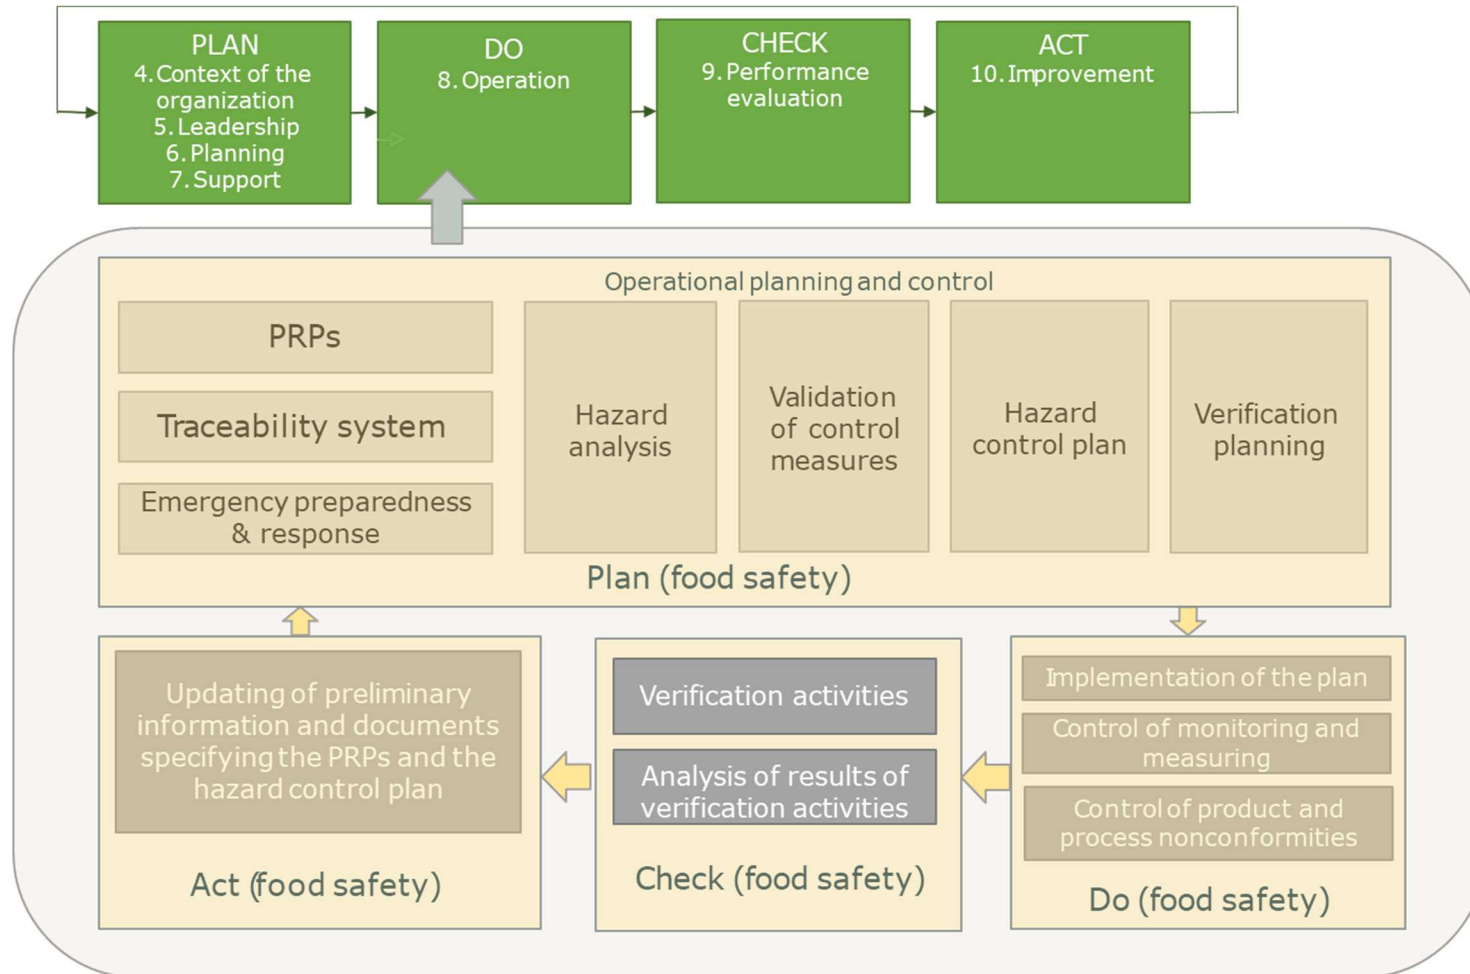 PLAN
4. Context of the
organization
5. Leadership
6. Planning
7. Support
DO
8. Operation
CHECK
9. Performance
evaluation
ACT
10. Improvement
Operational planning and control
PRPs
Traceability system
Emergency preparedness
& response
Hazard
analysis
Validation
of control
measures
Hazard
control plan
Verification
planning
Plan (food safety)
Updating of preliminary
information and documents
specifying the PRPs and the
hazard control plan
Act (food safety)
Verification activities
Analysis of results of
verification activities
Check (food safety)
Implementation of the plan
Control of monitoring and
measuring
Control of product and
process nonconformities
Do (food safety)